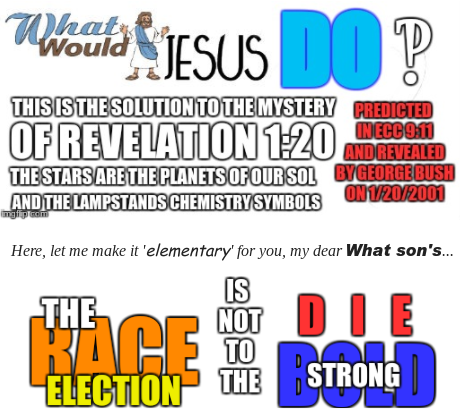 What Would JESUS DO ‽
THIS IS THE SOLUTION TO THE MYSTERY
OF REVELATION 1:20
THE STARS ARE THE PLANETS OF OUR SOL
AND THE LAMPSTANDS CHEMISTRY SYMBOLS
PREDICTED
IN ECC 9:11
AND REVEALED
BY GEORGE BUSH
ON 1/20/2001
imgflip.com
Here, let me make it 'elementary' for you, my dear What son's...
THE
RACE
ELECTION
IS
NOT
TO
THE
D I E
BOLD
STRONG